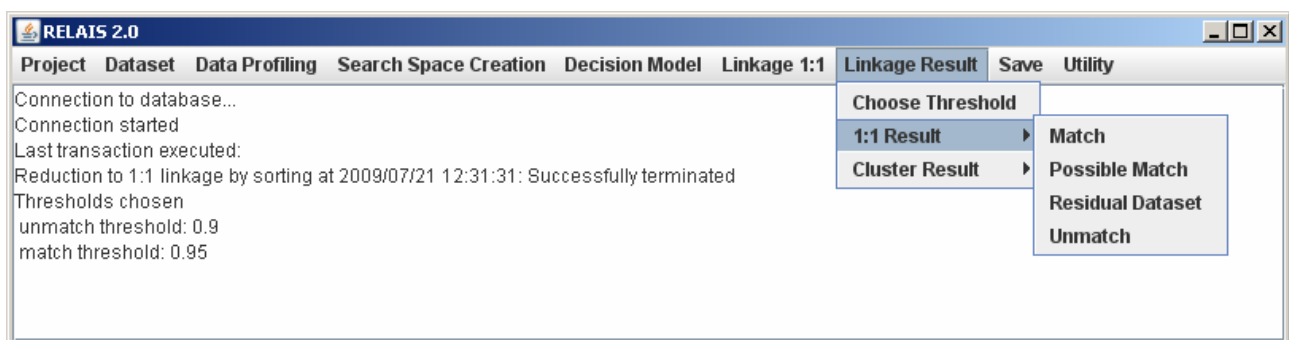 RELAIS 2.0
Project Dataset Data Profiling Search Space Creation Decision Model Linkage 1:1 Linkage Result Save Utility
Connection to database...
Connection started
Last transaction executed:
Reduction to 1:1 linkage by sorting at 2009/07/21 12:31:31: Successfully terminated
Thresholds chosen
unmatch threshold: 0.9
match threshold: 0.95
Choose Threshold
1:1 Result
Cluster Result
Match
Possible Match
Residual Dataset
Unmatch